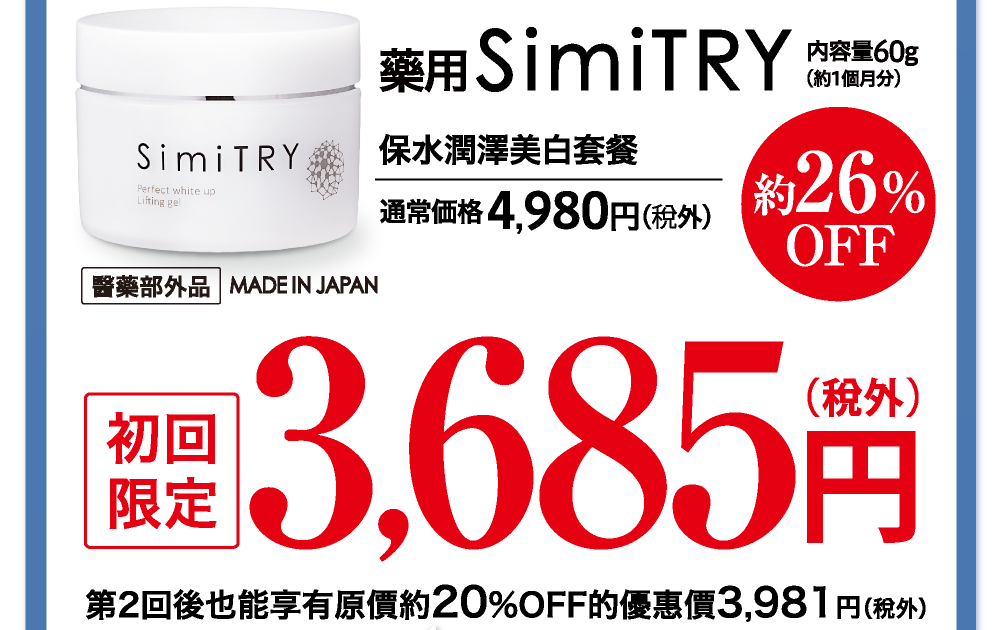 SimiTRY
Perfect white up
Lifting gel
醫藥部外品 MADE IN JAPAN
藥用SimiTRY 内容量60g
（約1個月分）
保水潤澤美白套餐
通常価格4,980円（稅外）
約26%
OFF
初回
限定
3,685円（稅外）
第2回後也能享有原價約20%OFF的優惠價3,981円（稅外）